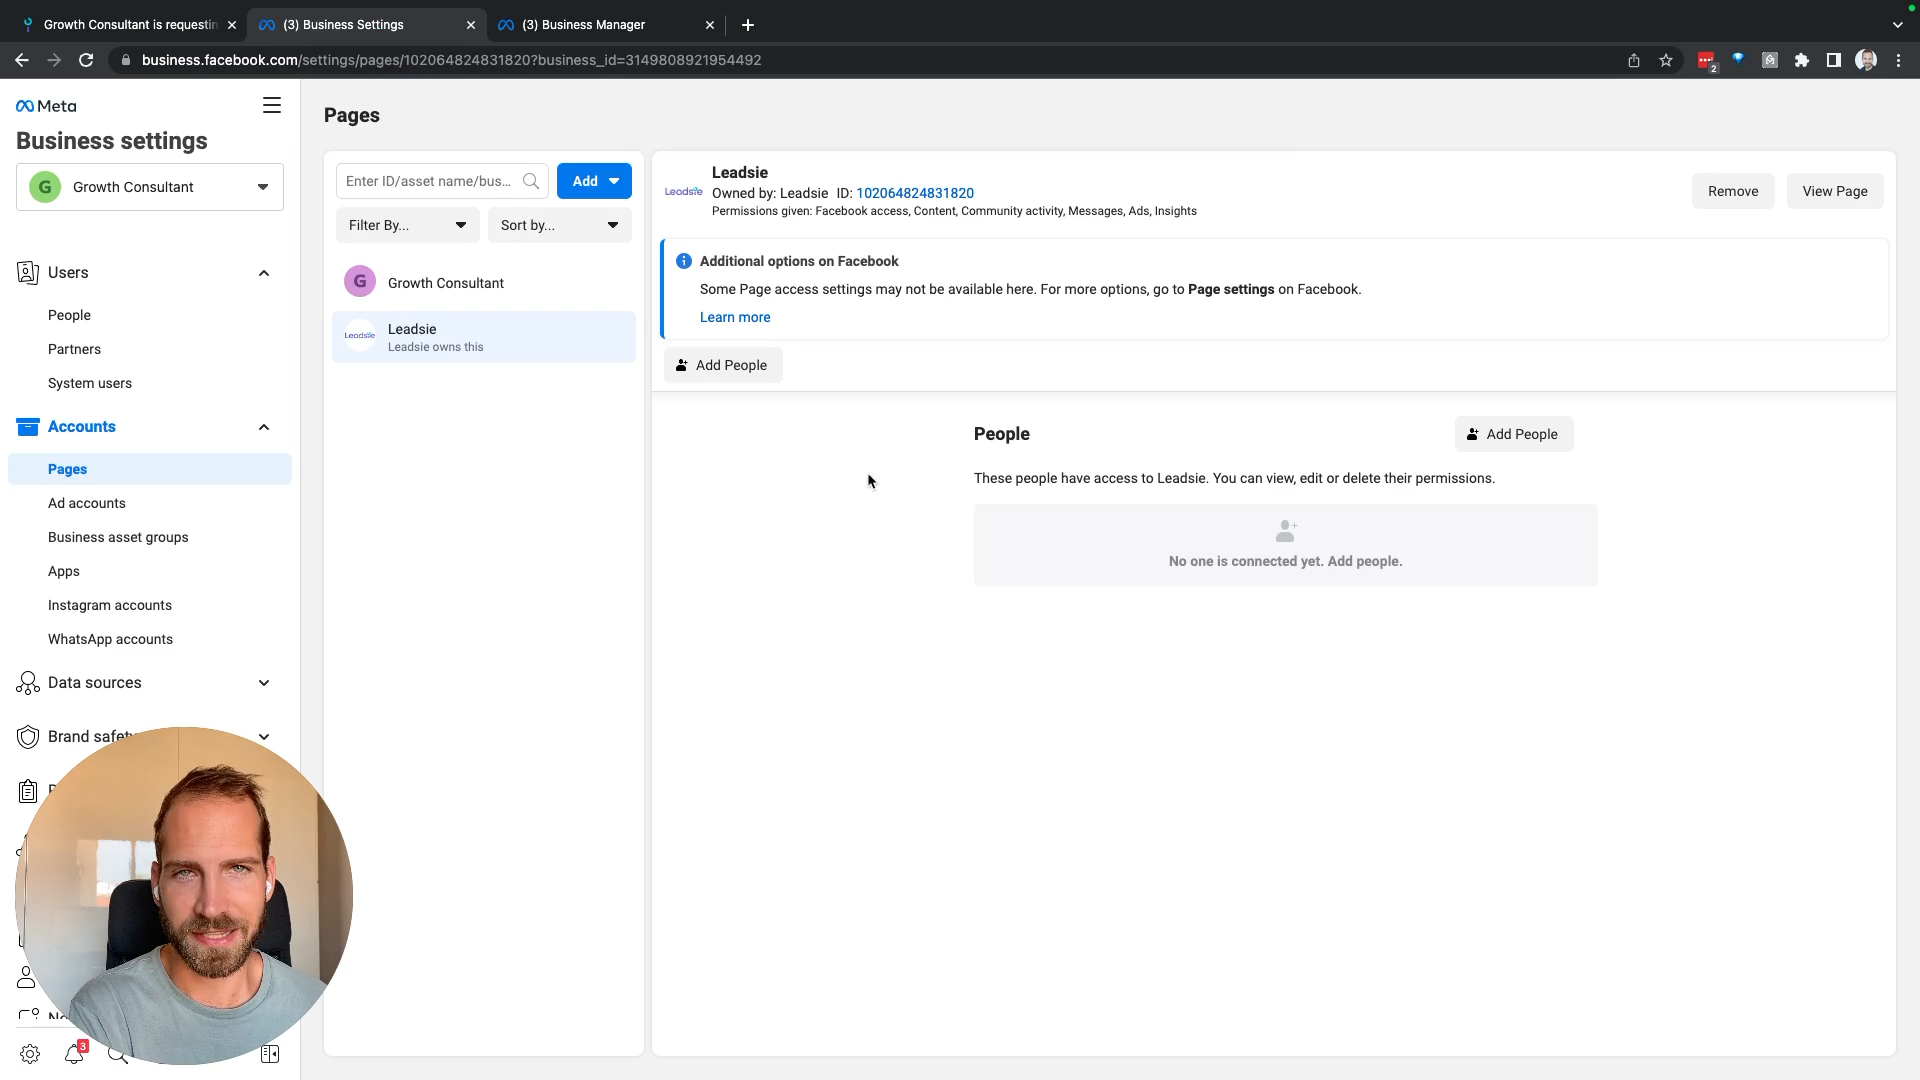 Growth Consultant is requestin
(3) Business Settings
(3) Business Manager
business.facebook.com/settings/pages/102064824831820?business_id=3149808921954492
2
Meta
Business settings
G
Growth Consultant
Users
People
Partners
System users
Accounts
Pages
Ad accounts
Business asset groups
Apps
Instagram accounts
WhatsApp accounts
Data sources
Brand safety
3
Pages
Enter ID/asset name/bus...
Add
Filter By...
Sort by...
G
Growth Consultant
Leadsie
Leadsie
Leadsie owns this
Leadsie
Leadsie
Owned by: Leadsie ID: 102064824831820
Permissions given: Facebook access, Content, Community activity, Messages, Ads, Insights
Remove
View Page
Additional options on Facebook
Some Page access settings may not be available here. For more options, go to Page settings on Facebook.
Learn more
Add People
People
Add People
These people have access to Leadsie. You can view, edit or delete their permissions.
No one is connected yet. Add people.